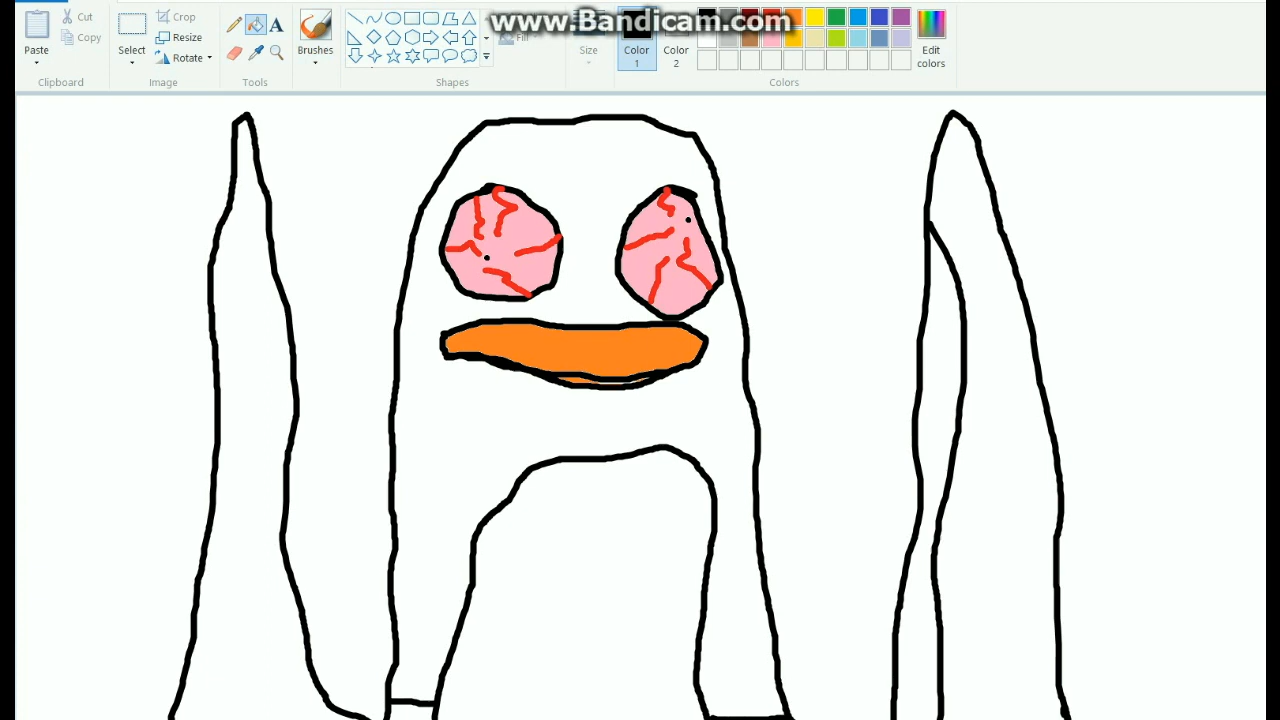 www.Bandicam.com
Cut
Crop
Paste
Copy
Select
Resize
Rotate
Brushes
Fill
Size
Color
1
Color
2
Edit
colors
Clipboard
Image
Tools
Shapes
Colors